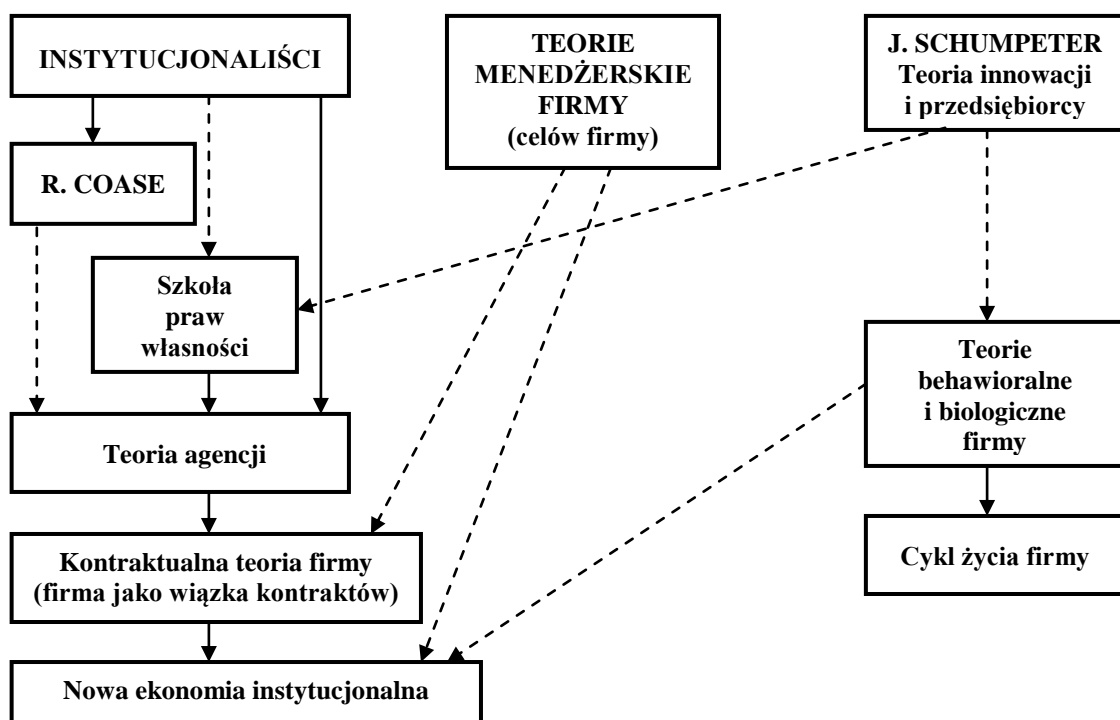 INSTYTUCJONALIŚCI
TEORIE
MENEDŻERSKIE
FIRMY
(celów firmy)
J. SCHUMPETER
Teoria innowacji
i przedsiębiorcy
R. COASE
Szkoła
praw
własności
Teorie
behawioralne
i biologiczne
firmy
Teoria agencji
Kontraktualna teoria firmy
(firma jako wiązka kontraktów)
Cykl życia firmy
Nowa ekonomia instytucjonalna